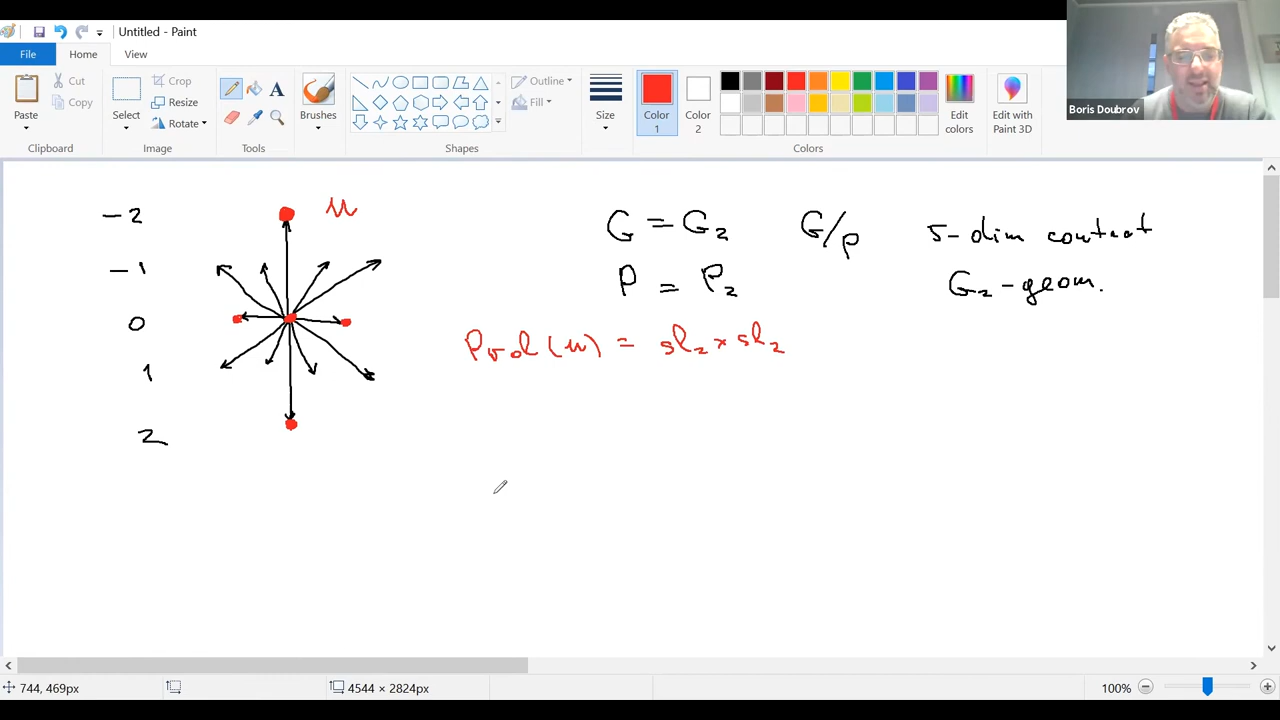 Untitled - Paint
File Home View
Paste
Cut
Copy
Clipboard
Select
Crop
Resize
Rotate
Image
Tools
Brushes
Shapes
Outline
Fill
Size
Color 1
Color 2
Edit colors
Edit with Paint 3D
Colors
Boris Doubrov
-2
-1
0
1
2
u
G = G₂ G/P 5-dim contact
P = P₂ G₂-geom.
Prol(u) = sl₂ × sl₂
744, 469px
4544 × 2824px
100%